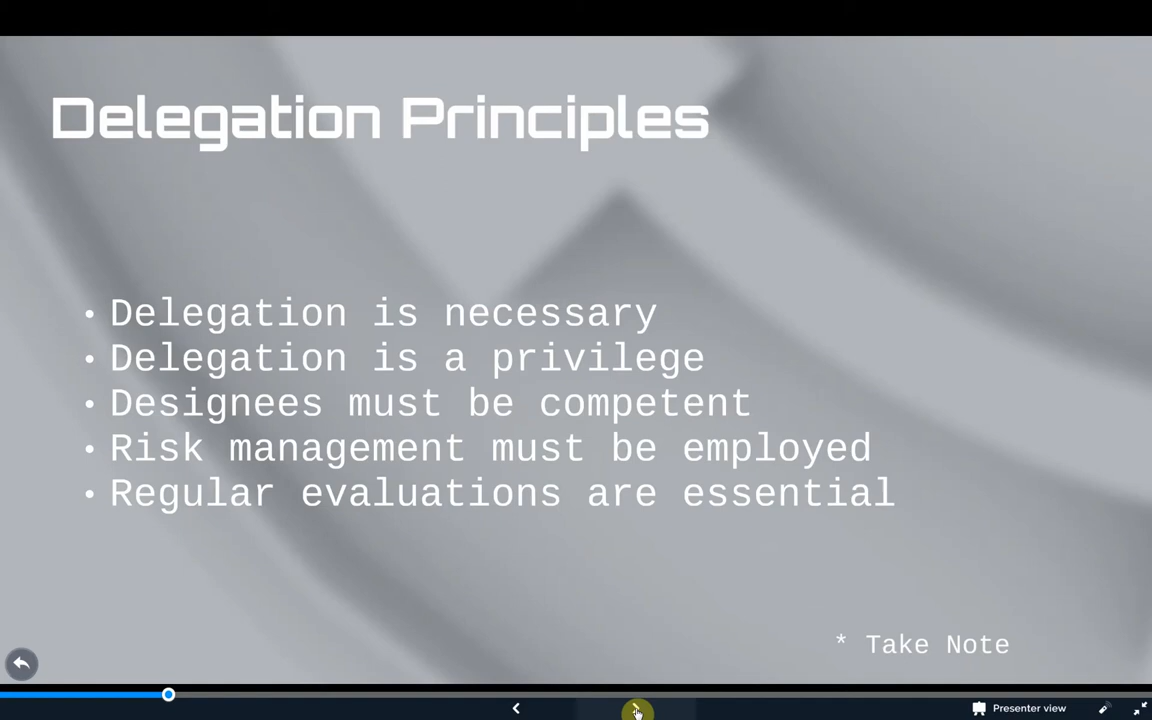 Delegation Principles
• Delegation is necessary
• Delegation is a privilege
• Designees must be competent
• Risk management must be employed
• Regular evaluations are essential
* Take Note
Presenter view